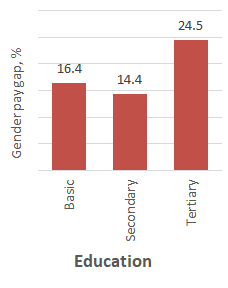 Gender pay gap, %
16.4
14.4
24.5
Basic
Secondary
Tertiary
Education